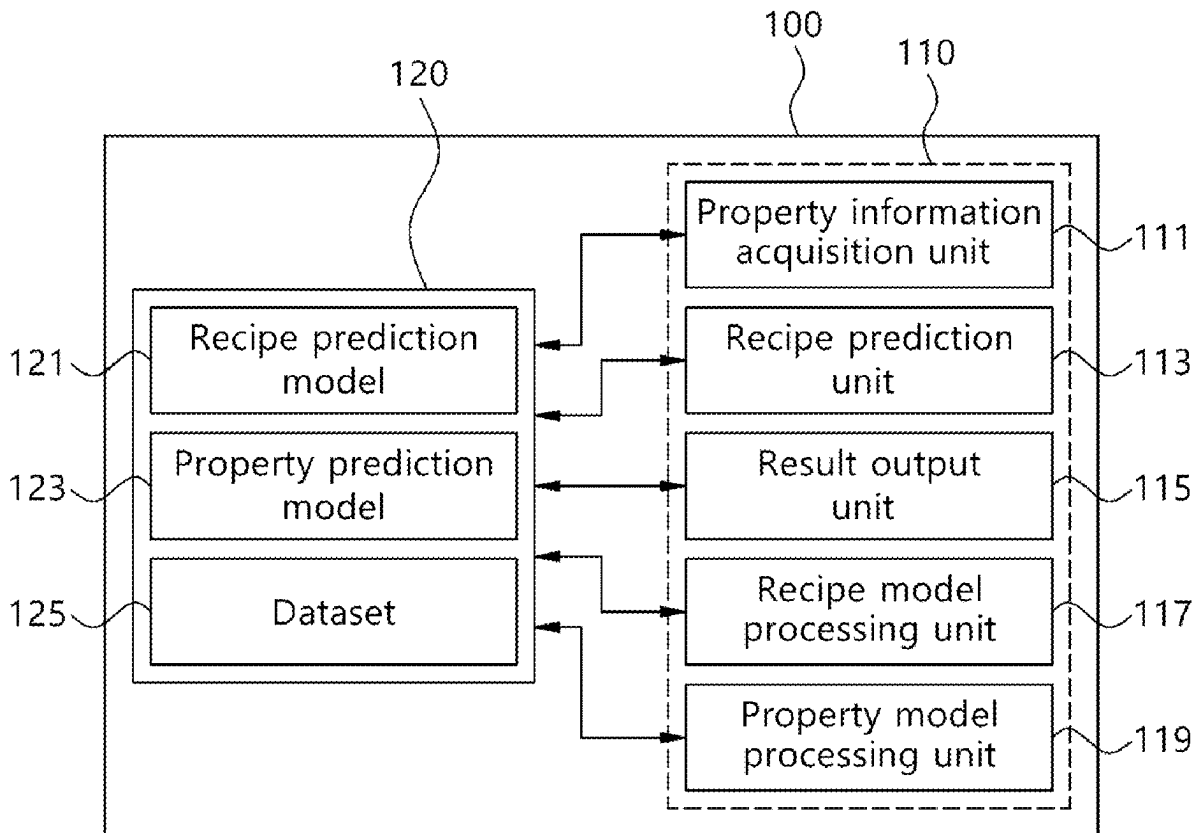 100
110
120
Property information
acquisition unit
111
Recipe prediction
model
121
Recipe prediction
unit
113
Property prediction
model
123
Result output
unit
115
Dataset
125
Recipe model
processing unit
117
Property model
processing unit
119